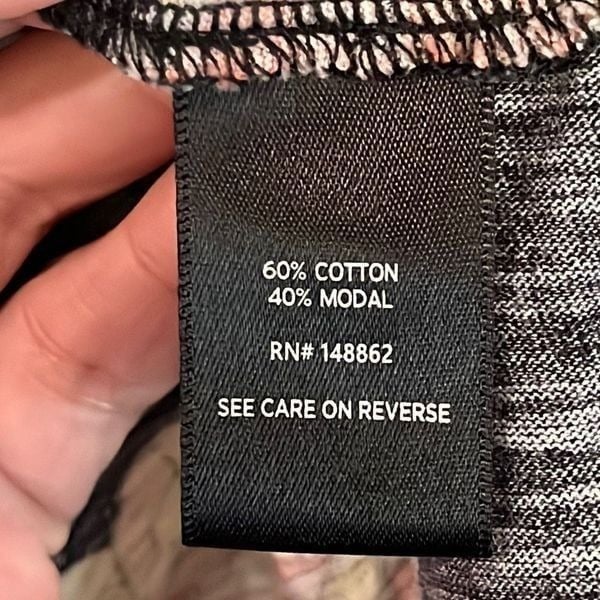 60% COTTON
40% MODAL
RN# 148862
SEE CARE ON REVERSE